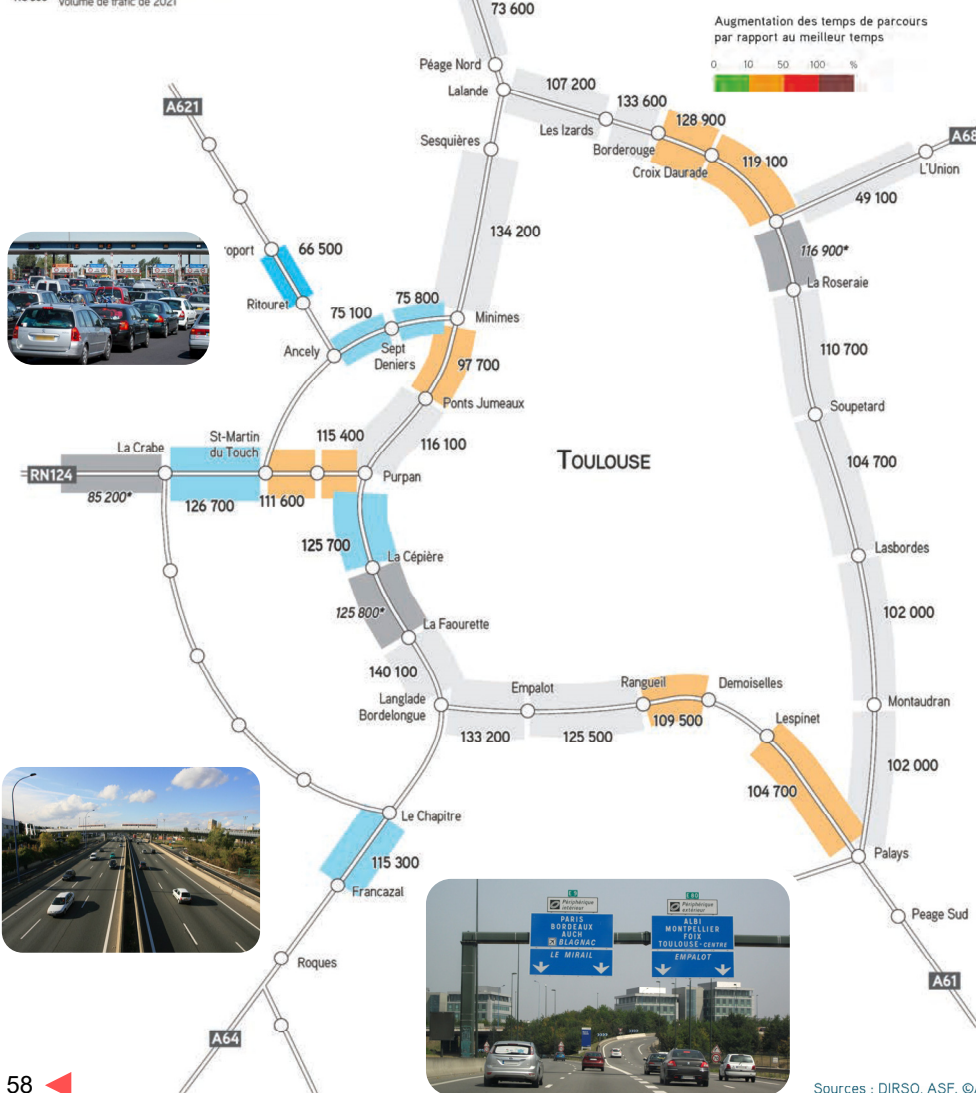 Volume de trafic de 2021
73 600
Augmentation des temps de parcours
par rapport au meilleur temps
0 10 50 100 %
Péage Nord
Lalande
107 200
133 600
128 900
A621
Les Izards
Borderouge
Croix Daurade
119 100
A68
L'Union
49 100
Sesquières
134 200
116 900*
La Roseraie
66 500
Ritouret
75 100
75 800
Minimes
Ancely
Sept
Deniers
97 700
110 700
Ponts Jumeaux
Soupetard
La Crabe
St-Martin
du Touch
115 400
116 100
TOULOUSE
104 700
RN124
Purpan
85 200*
126 700
111 600
125 700
La Cépière
Lasbordes
125 800*
La Faourette
102 000
140 100
Langlade
Bordelongue
Empalot
Rangueil
Demoiselles
Montaudran
133 200
125 500
109 500
Lespinet
104 700
102 000
Le Chapitre
Palays
115 300
Francazal
Peage Sud
Roques
A61
A64
E9
Périphérique
intérieur
PARIS
BORDEAUX
AUCH
BLAGNAC
LE MIRAIL
E80
Périphérique
extérieur
ALBI
MONTPELLIER
FOIX
TOULOUSE-CENTRE
EMPALOT
58
Sources : DIRSO, ASF, ©